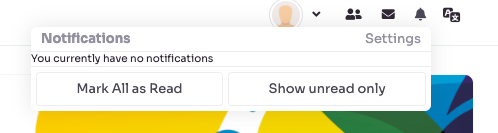 Notifications Settings
You currently have no notifications
Mark All as Read Show unread only